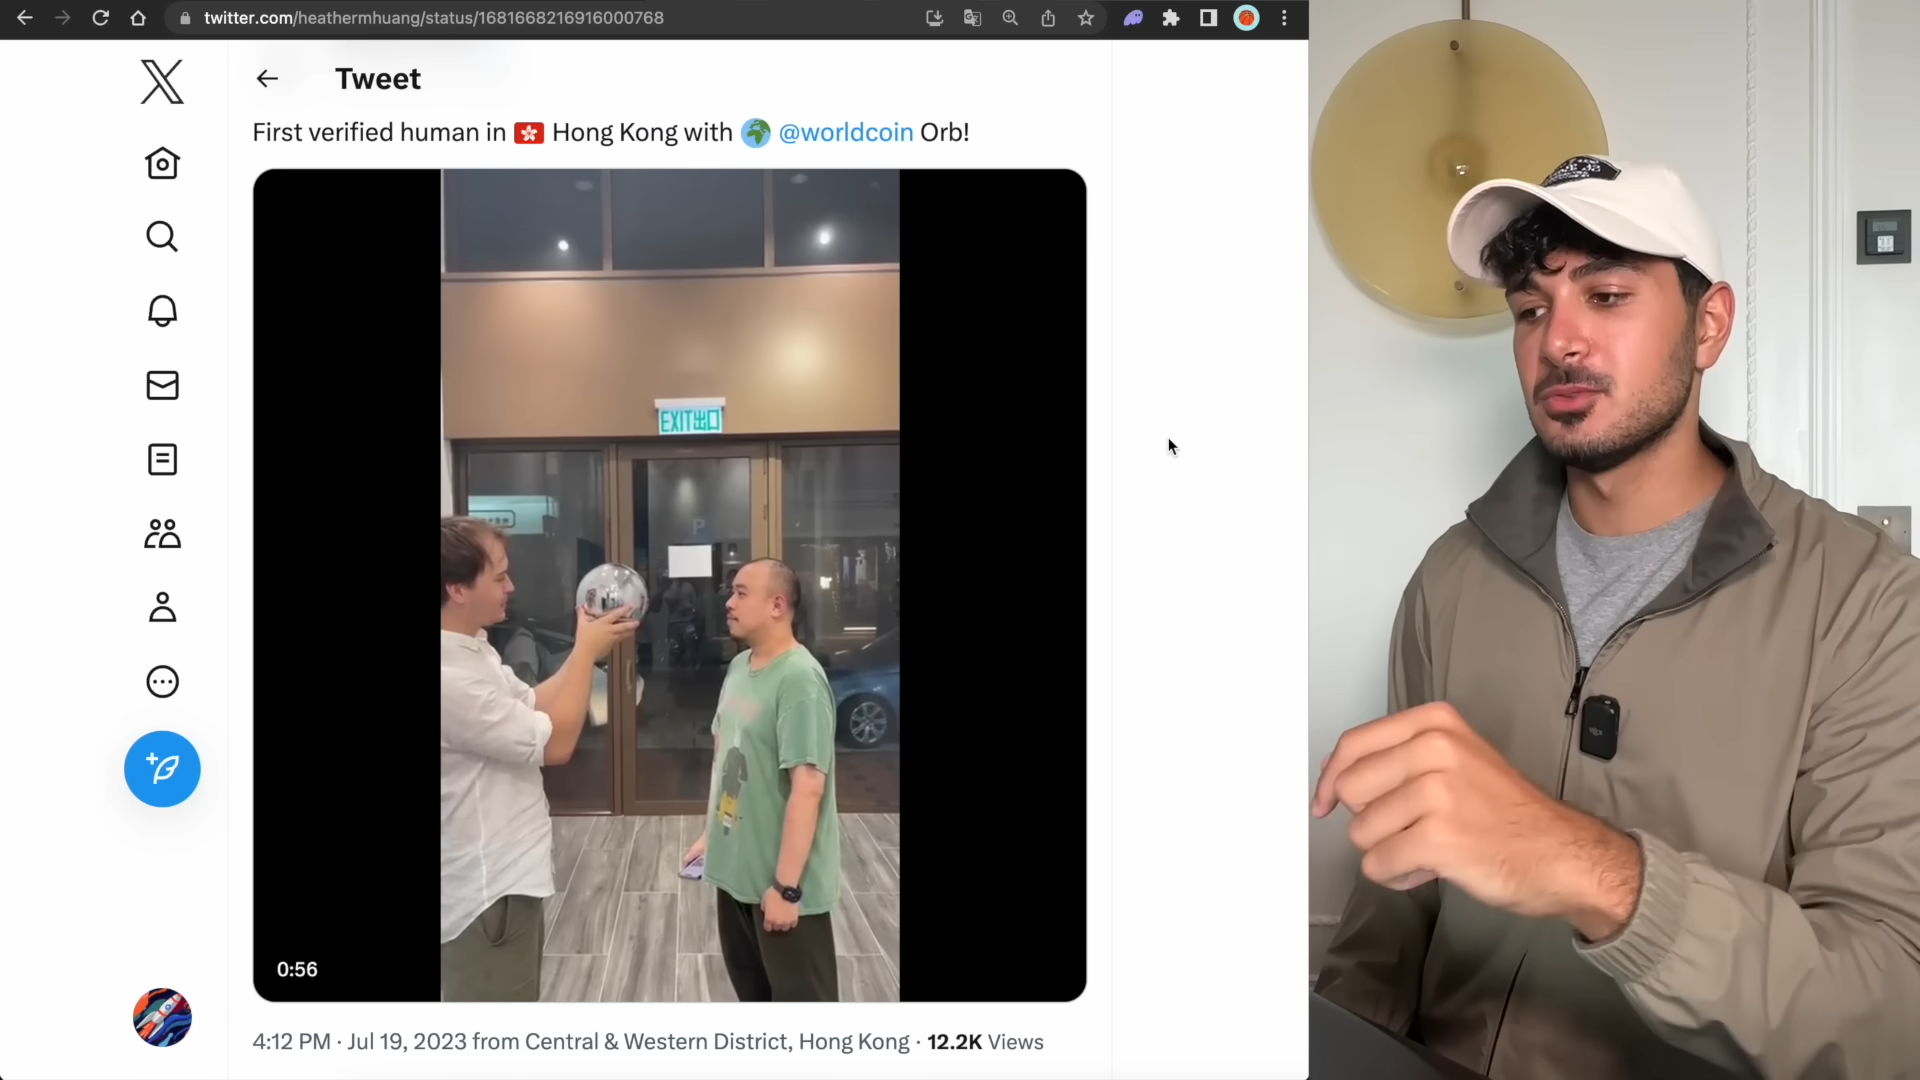 twitter.com/heathermhuang/status/1681668216916000768
Tweet
First verified human in 🇭🇰 Hong Kong with 🌍 @worldcoin Orb!
EXIT出口
P
0:56
4:12 PM · Jul 19, 2023 from Central & Western District, Hong Kong · 12.2K Views